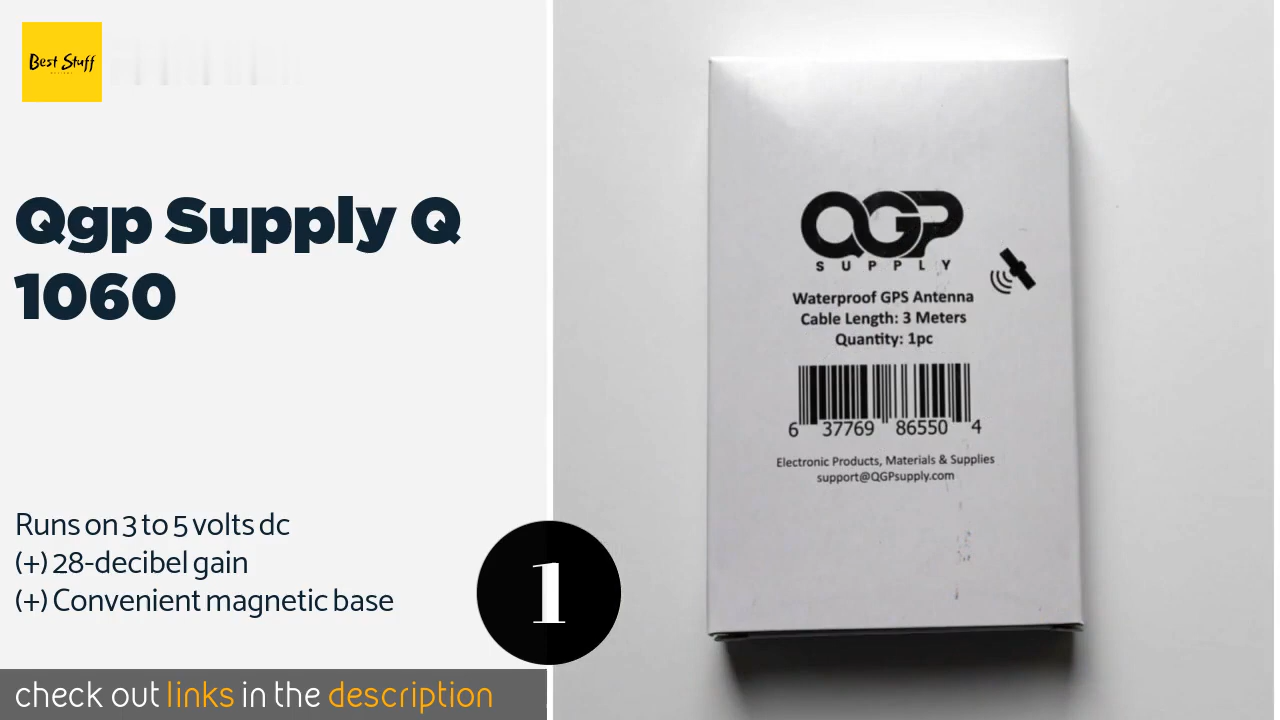 Best Stuff
Qgp Supply Q
1060
Runs on 3 to 5 volts dc
(+) 28-decibel gain
(+) Convenient magnetic base
1
check out links in the description
QGP
SUPPLY
Waterproof GPS Antenna
Cable Length: 3 Meters
Quantity: 1pc
6 37769 86550 4
Electronic Products, Materials & Supplies
support@QGPsupply.com